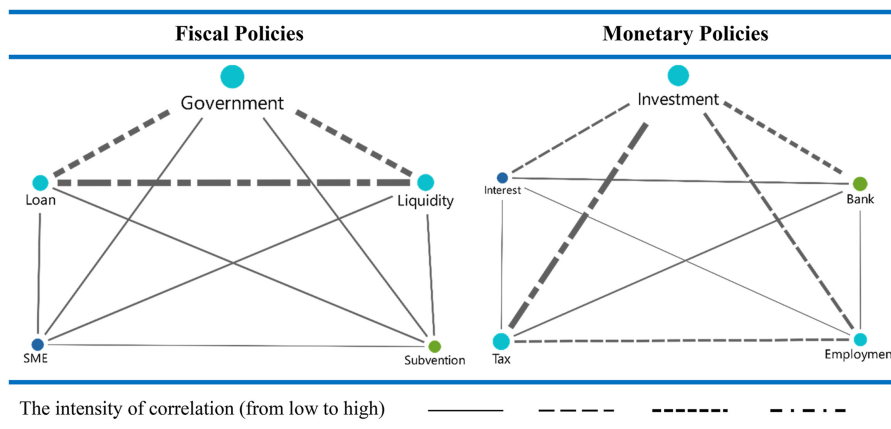 Fiscal Policies
Monetary Policies
Government
Loan
Liquidity
SME
Subvention
Investment
Interest
Bank
Tax
Employment
The intensity of correlation (from low to high)